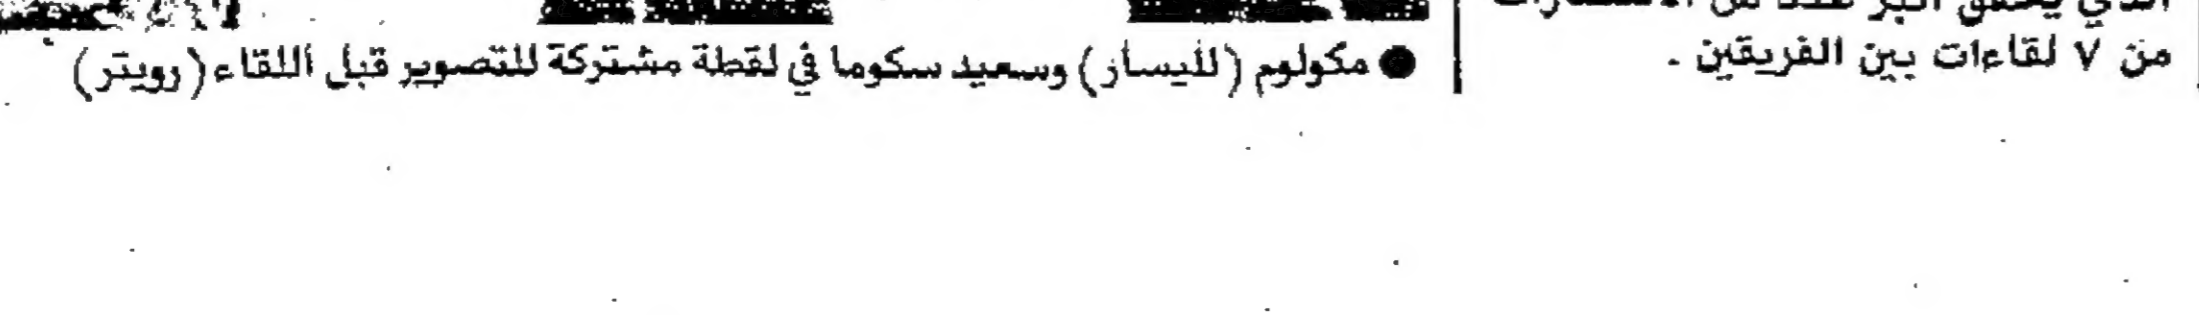 من ٧ لقاءات بين الفريقين .
● مكولوم (لليسار) وسعيد سكوما في لقطة مشتركة للتصوير قبل اللقاء (رويتر)